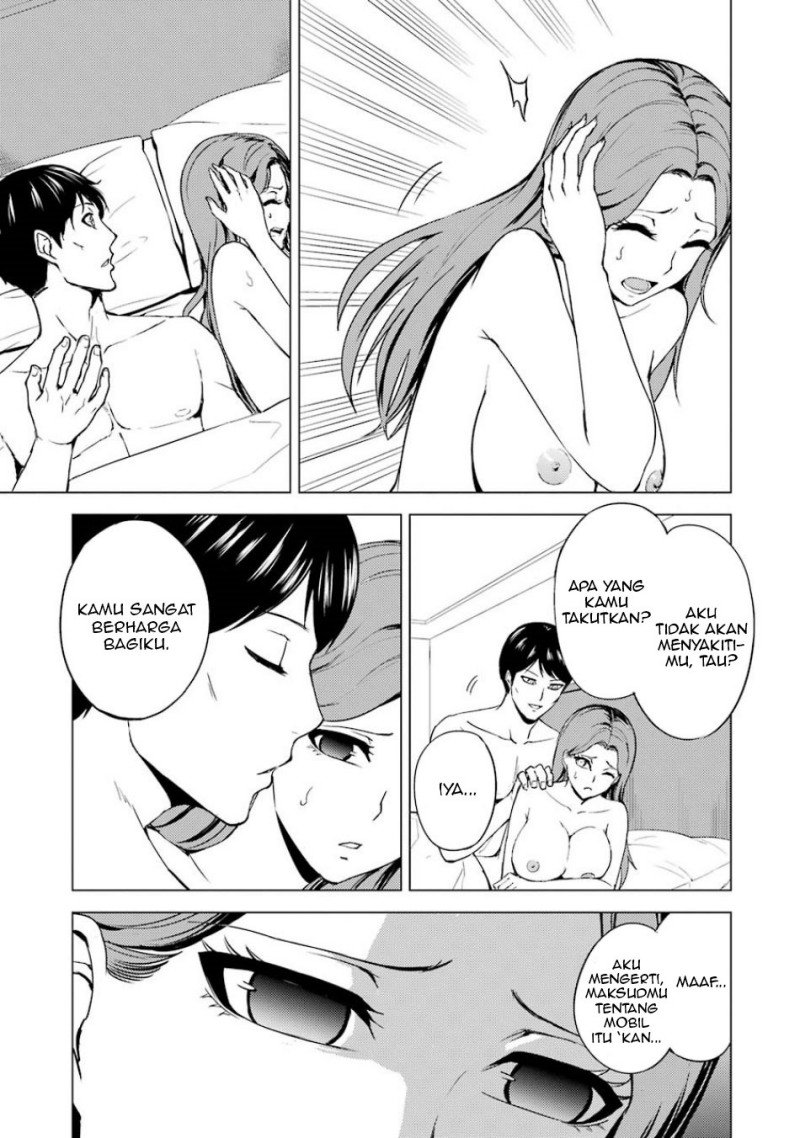 AKU
TIDAK AKAN
MENYAKITI-
MU, TAU?
APA YANG
KAMU
TAKUTKAN?
IYA...
KAMU SANGAT
BERHARGA
BAGIKU.
MAAF...
AKU
MENGERTI,
MAKSUDMU
TENTANG
MOBIL
ITU 'KAN...